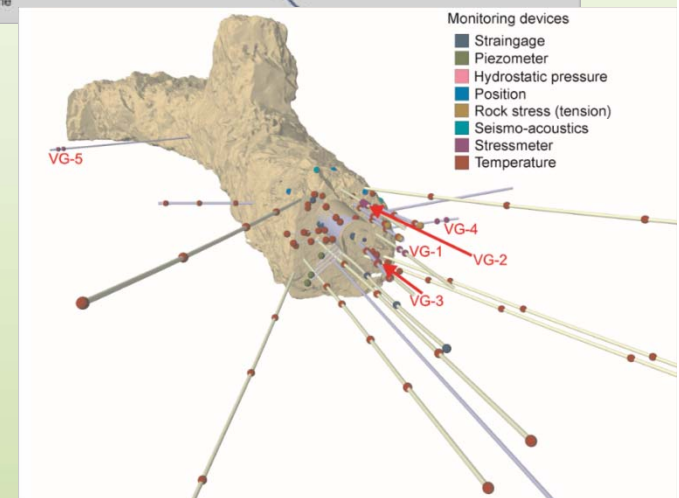 ne
Monitoring devices
Straingage
Piezometer
Hydrostatic pressure
Position
Rock stress (tension)
Seismo-acoustics
Stressmeter
Temperature
VG-5
VG-4
VG-1
VG-2
VG-3